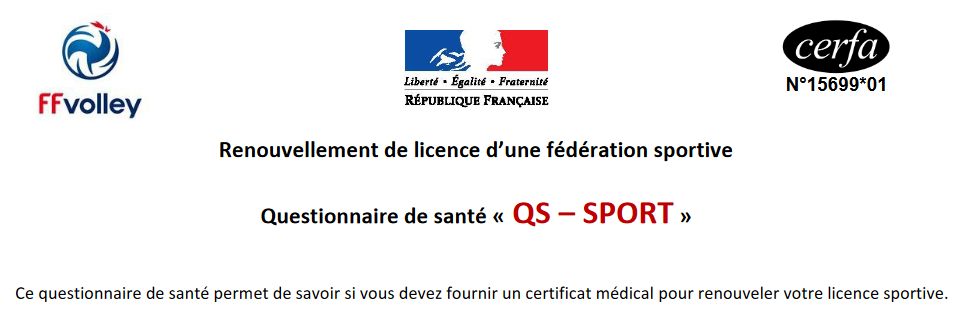 FFvolley
Liberté • Égalité • Fraternité
RÉPUBLIQUE FRANÇAISE
cerfa
N°15699*01
Renouvellement de licence d’une fédération sportive
Questionnaire de santé « QS – SPORT »
Ce questionnaire de santé permet de savoir si vous devez fournir un certificat médical pour renouveler votre licence sportive.